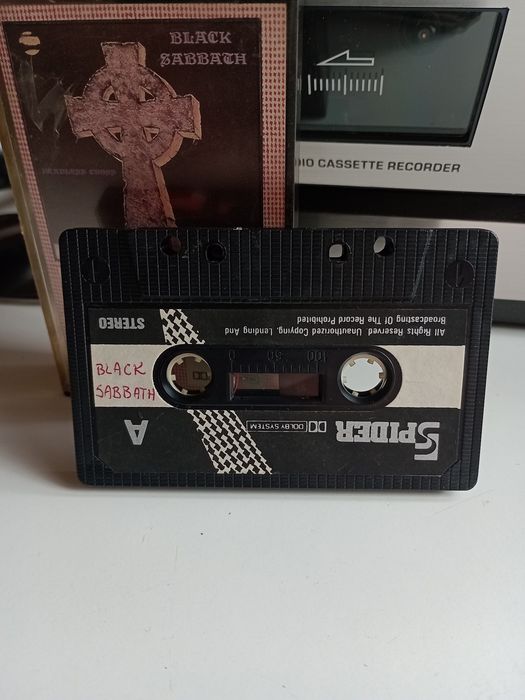 BLACK
SABBATH
HEADLESS CROSS
DIO CASSETTE RECORDER
BLACK
SABBATH
A
SPIDER
DOLBY SYSTEM
STEREO
100 50 0
All Rights Reserved. Unauthorized Copying, Lending And
Broadcasting Of The Record Prohibited